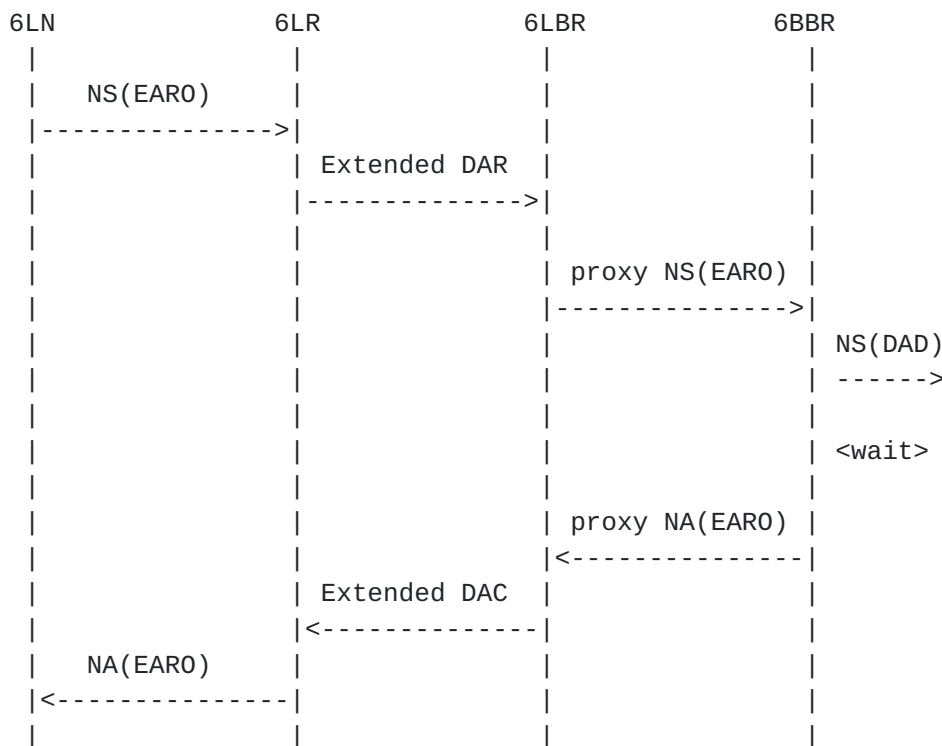 6LN 6LR 6LBR 6BBR
NS(EARO)
Extended DAR
proxy NS(EARO)
NS(DAD)
<wait>
proxy NA(EARO)
Extended DAC
NA(EARO)